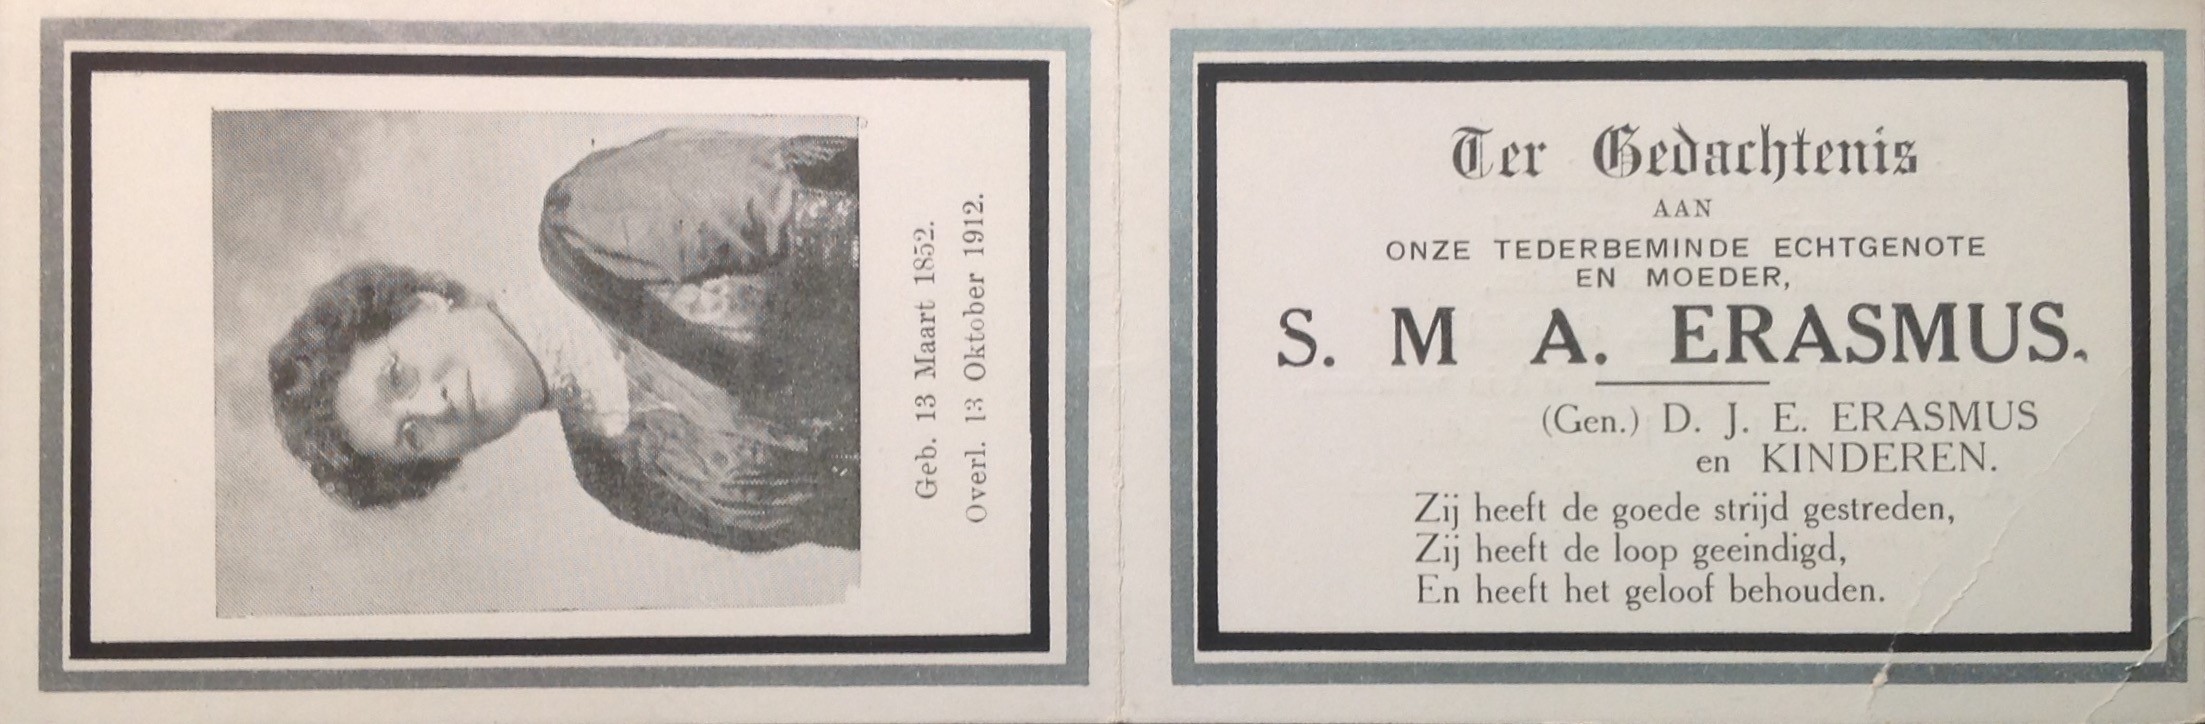 Geb. 13 Maart 1852.
Overl. 13 Oktober 1912.
Ter Gedachtenis
AAN
ONZE TEDERBEMINDE ECHTGENOTE
EN MOEDER,
S. M A. ERASMUS.
(Gen.) D. J. E. ERASMUS
en KINDEREN.
Zij heeft de goede strijd gestreden,
Zij heeft de loop geeindigd,
En heeft het geloof behouden.